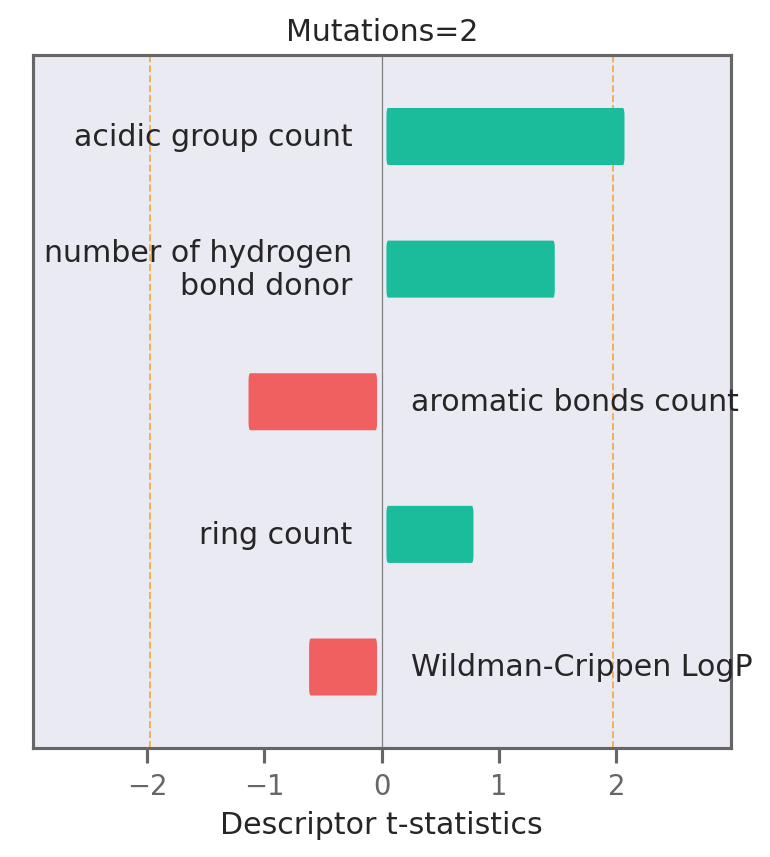 Mutations=2
acidic group count
number of hydrogen
bond donor
aromatic bonds count
ring count
Wildman-Crippen LogP
−2 −1 0 1 2
Descriptor t-statistics